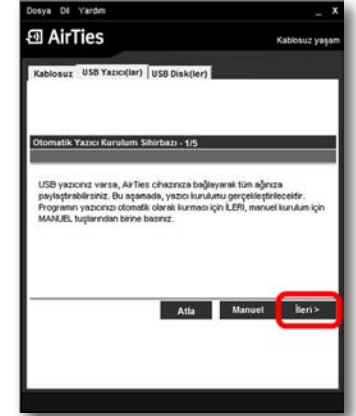 Dosya Dil Yardım
_ X
AirTies
Kablosuz yaşam
Kablosuz USB Yazıcı(lar) USB Disk(ler)
Otomatik Yazıcı Kurulum Sihirbazı - 1/5
USB yazıcınız varsa, AirTies cihazınıza bağlayarak tüm ağınıza
paylaştırabilirsiniz. Bu aşamada, yazıcı kurulumu gerçekleştirilecektir.
Programın yazıcınızı otomatik olarak kurması için İLERİ, manuel kurulum için
MANUEL tuşlarından birine basınız.
Atla Manuel İleri >